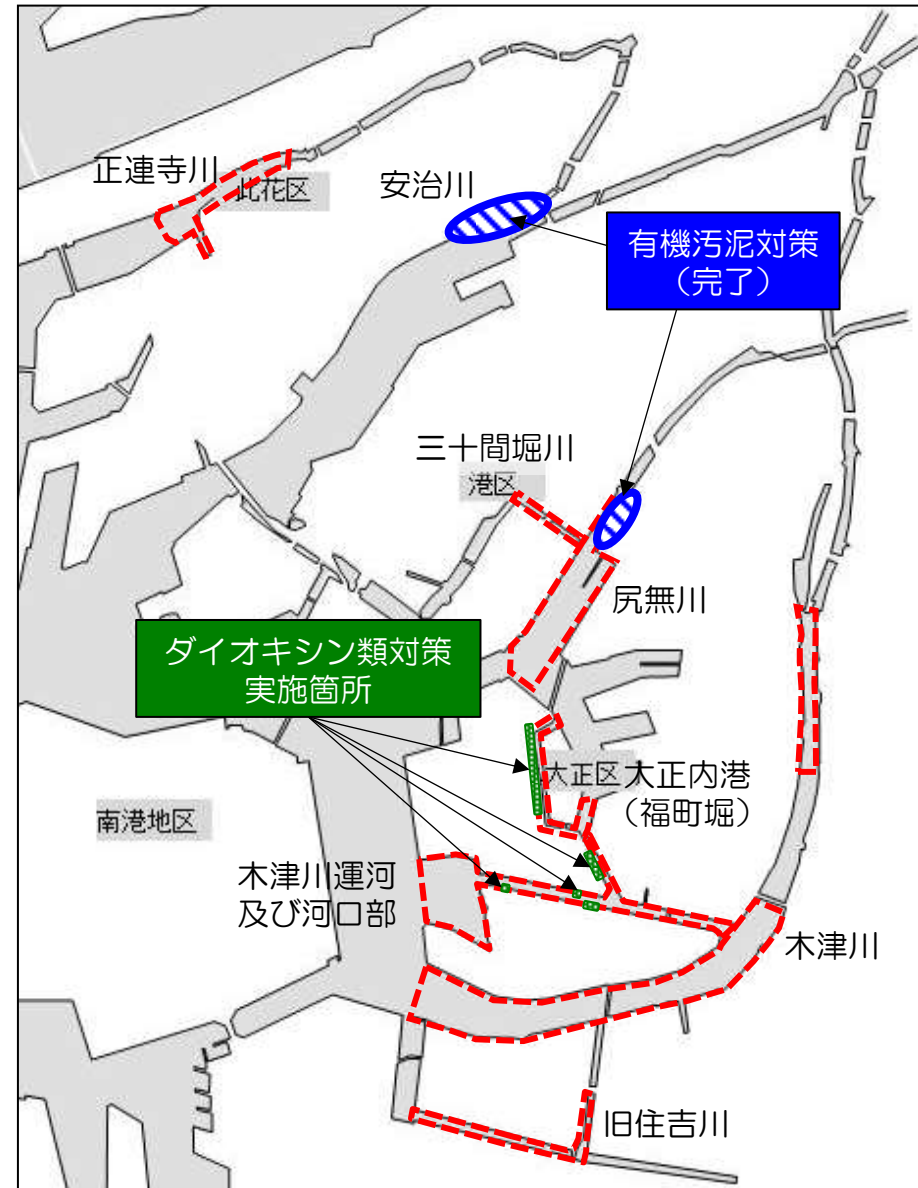 正連寺川
此花区
安治川
有機汚泥対策
（完了）
三十間堀川
港区
尻無川
ダイオキシン類対策
実施箇所
大正区
大正内港
（福町堀）
南港地区
木津川運河
及び河口部
木津川
旧住吉川